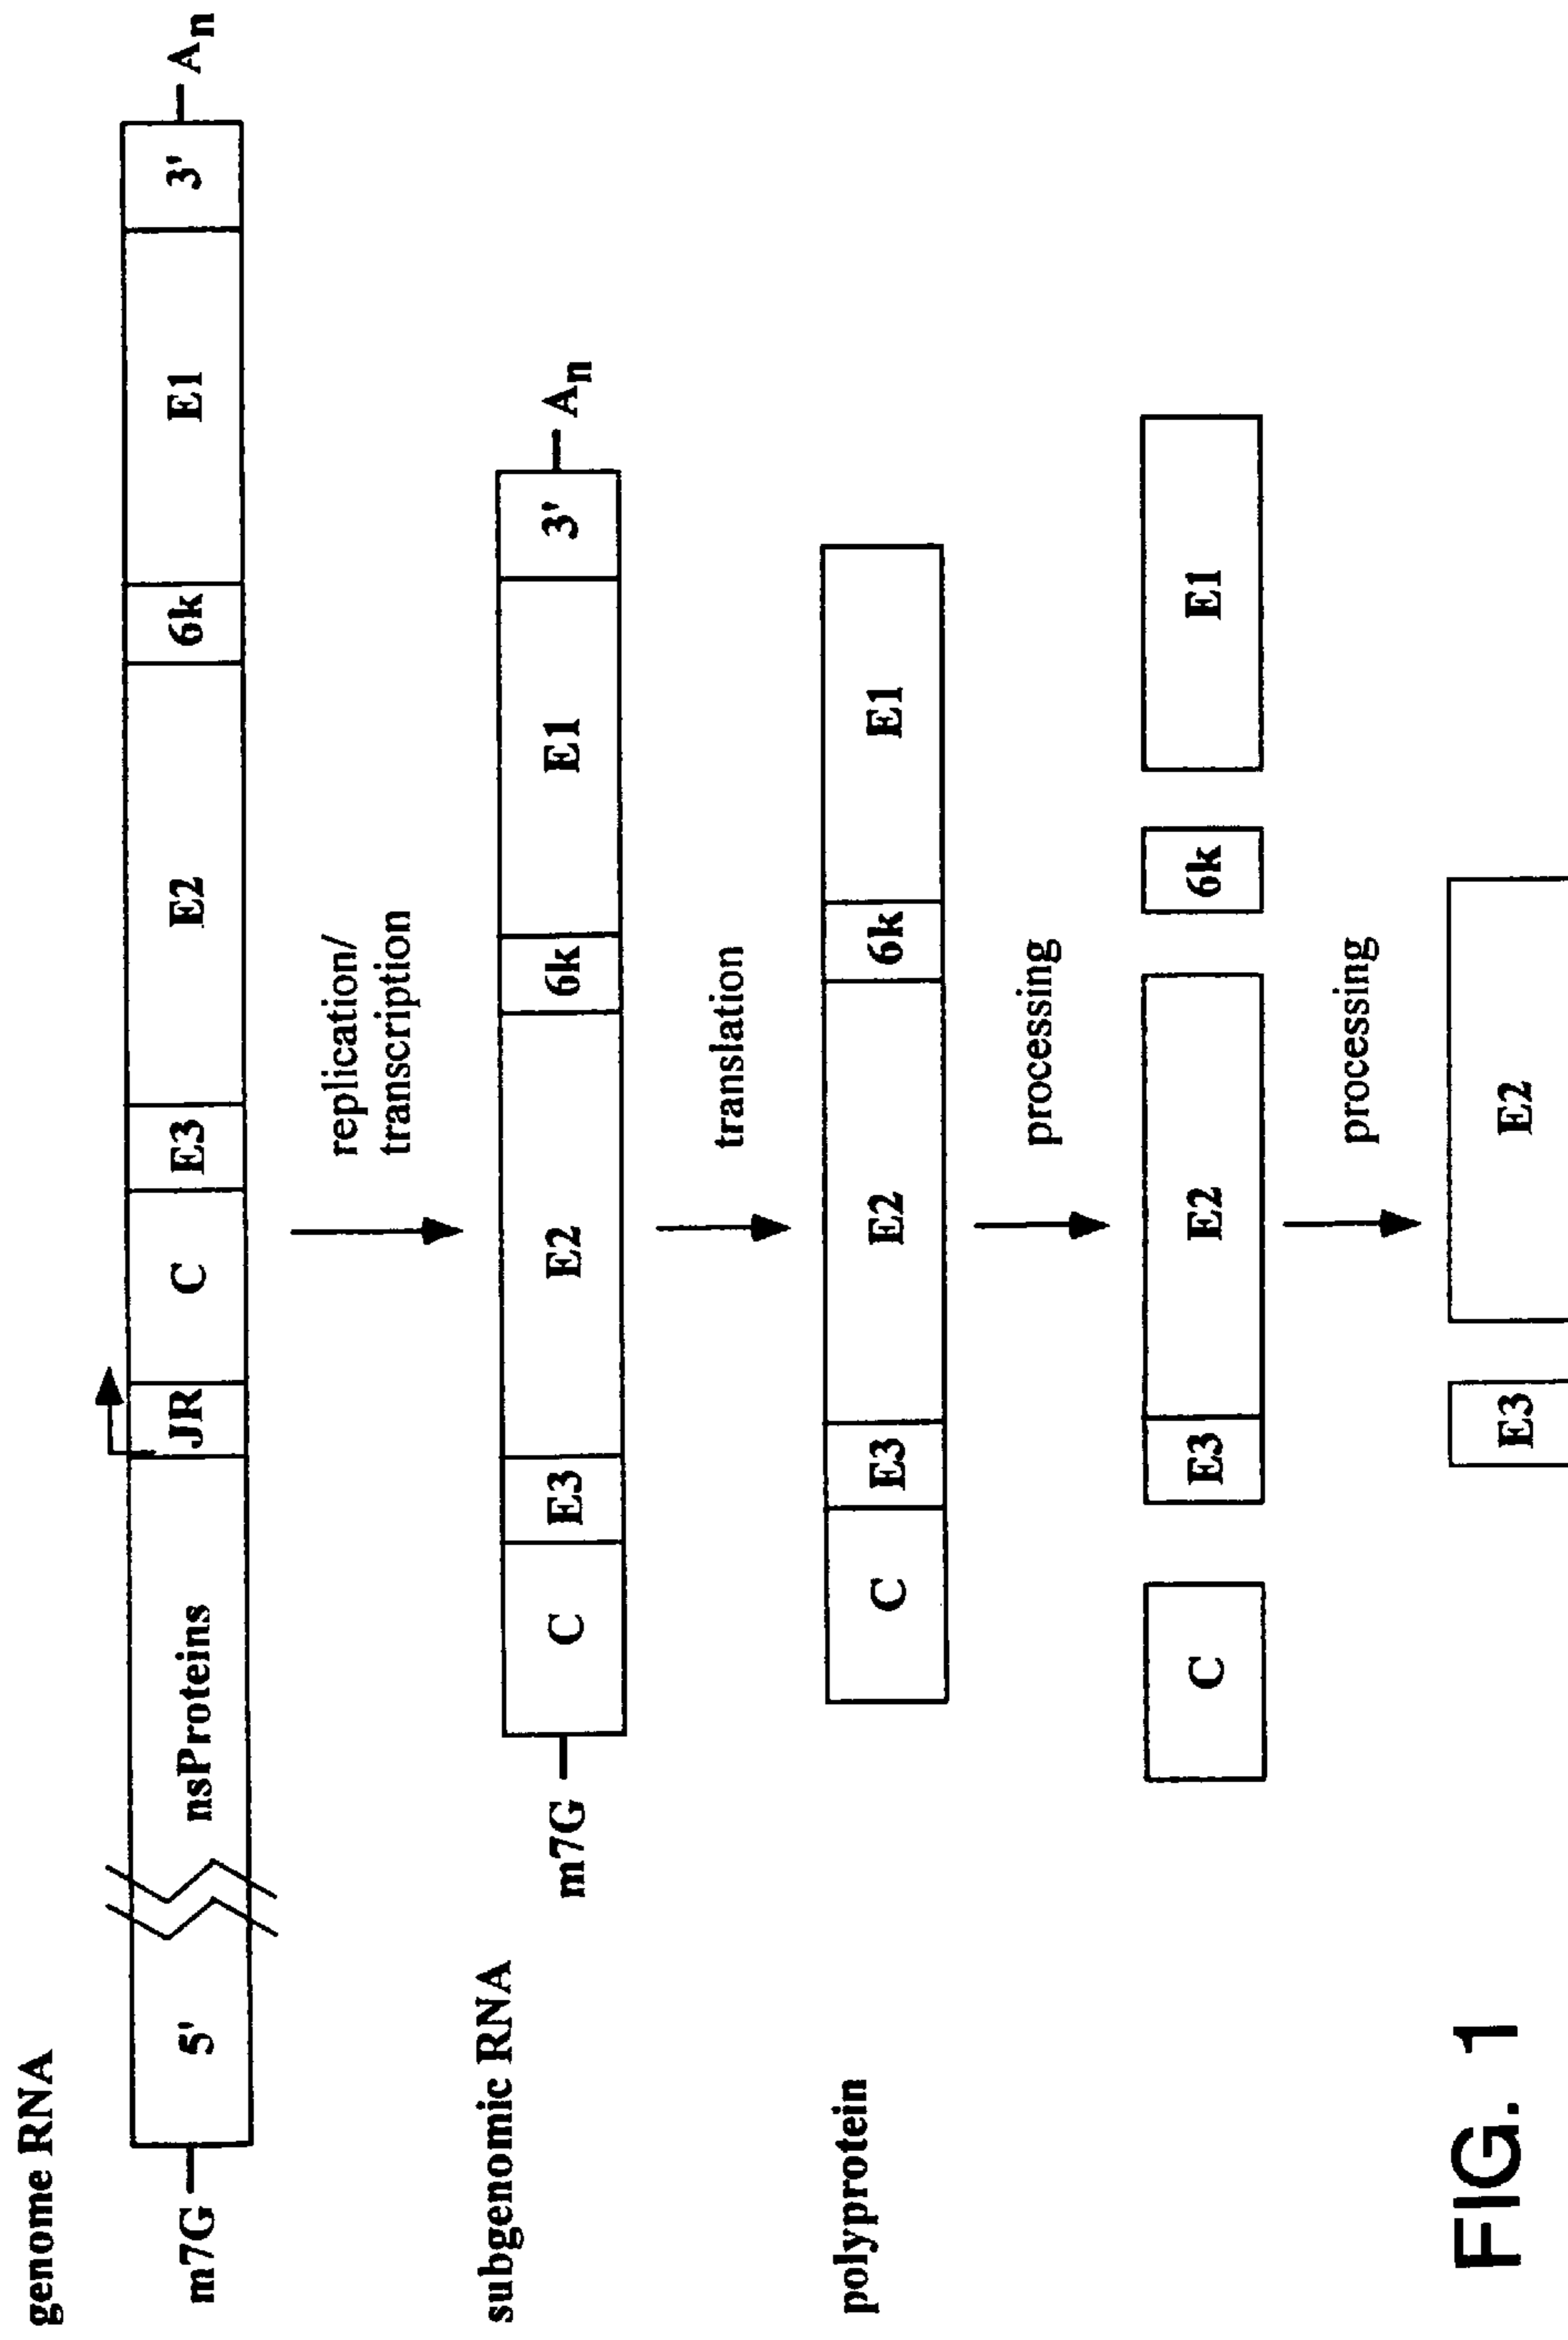 genome RNA
m7G 5' nsProteins JR C E3 E2 6k E1 3' An
replication/
transcription
subgenomic RNA
m7G C E3 E2 6k E1 3' An
translation
polyprotein
C E3 E2 6k E1
processing
C E3 E2 6k E1
processing
E3 E2
FIG. 1